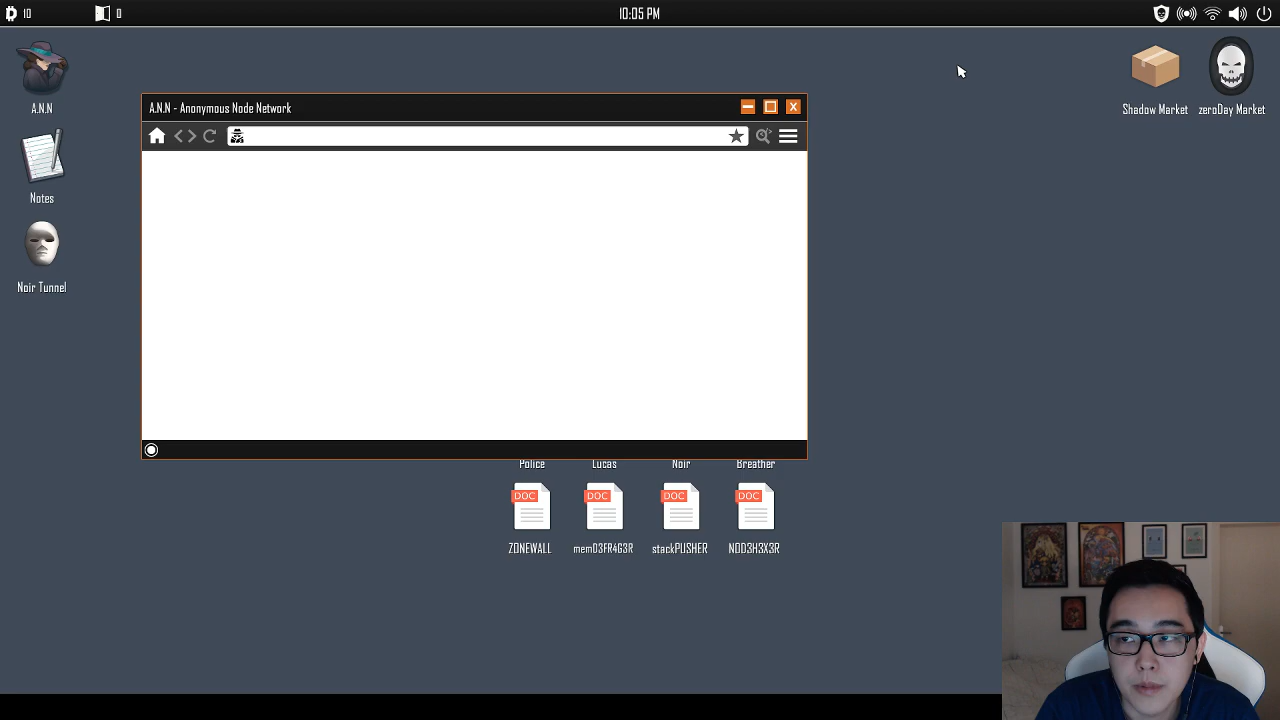 10
0
10:05 PM
A.N.N
Notes
Noir Tunnel
A.N.N - Anonymous Node Network
Shadow Market
zeroDay Market
Police
Lucas
Noir
Breather
DOC
DOC
DOC
DOC
ZONEWALL
memD3FR4G3R
stackPUSHER
N0D3H3X3R